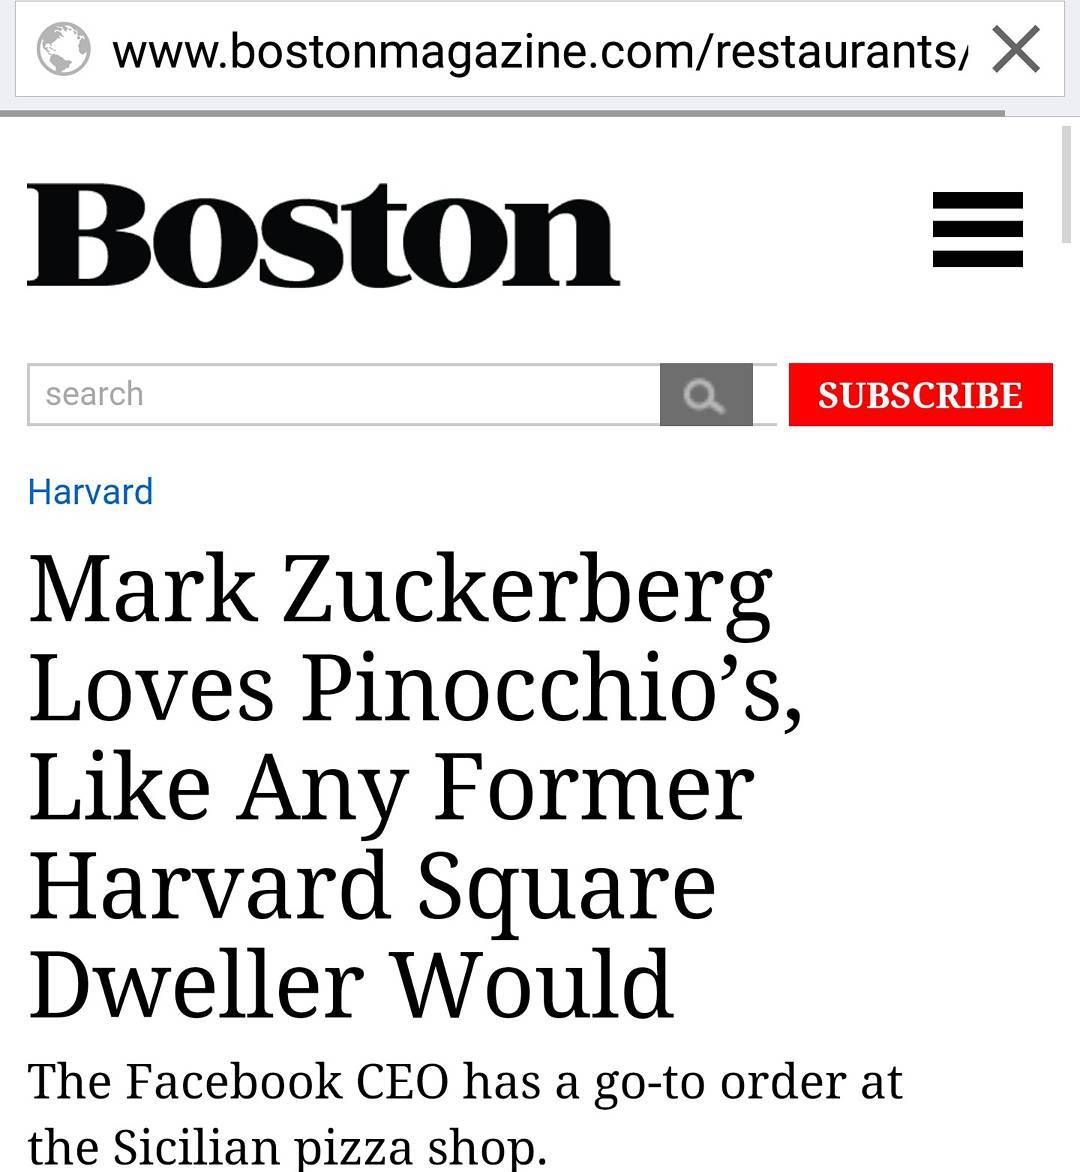 www.bostonmagazine.com/restaurants/
Boston
search
SUBSCRIBE
Harvard
Mark Zuckerberg
Loves Pinocchio’s,
Like Any Former
Harvard Square
Dweller Would
The Facebook CEO has a go-to order at
the Sicilian pizza shop.